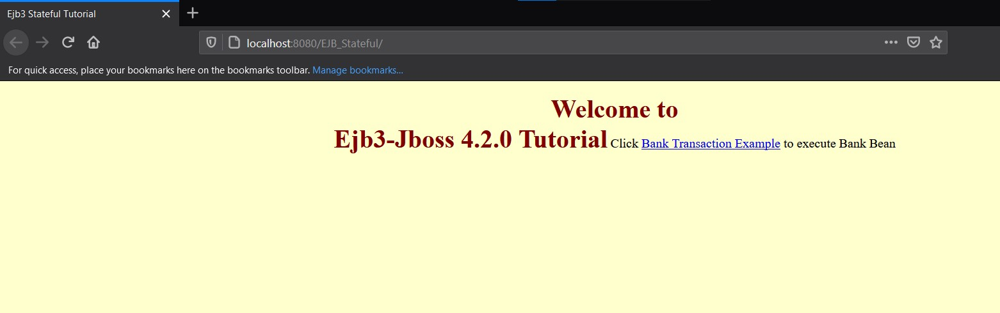 Ejb3 Stateful Tutorial
localhost:8080/EJB_Stateful/
For quick access, place your bookmarks here on the bookmarks toolbar. Manage bookmarks...
Welcome to
Ejb3-Jboss 4.2.0 Tutorial Click Bank Transaction Example to execute Bank Bean